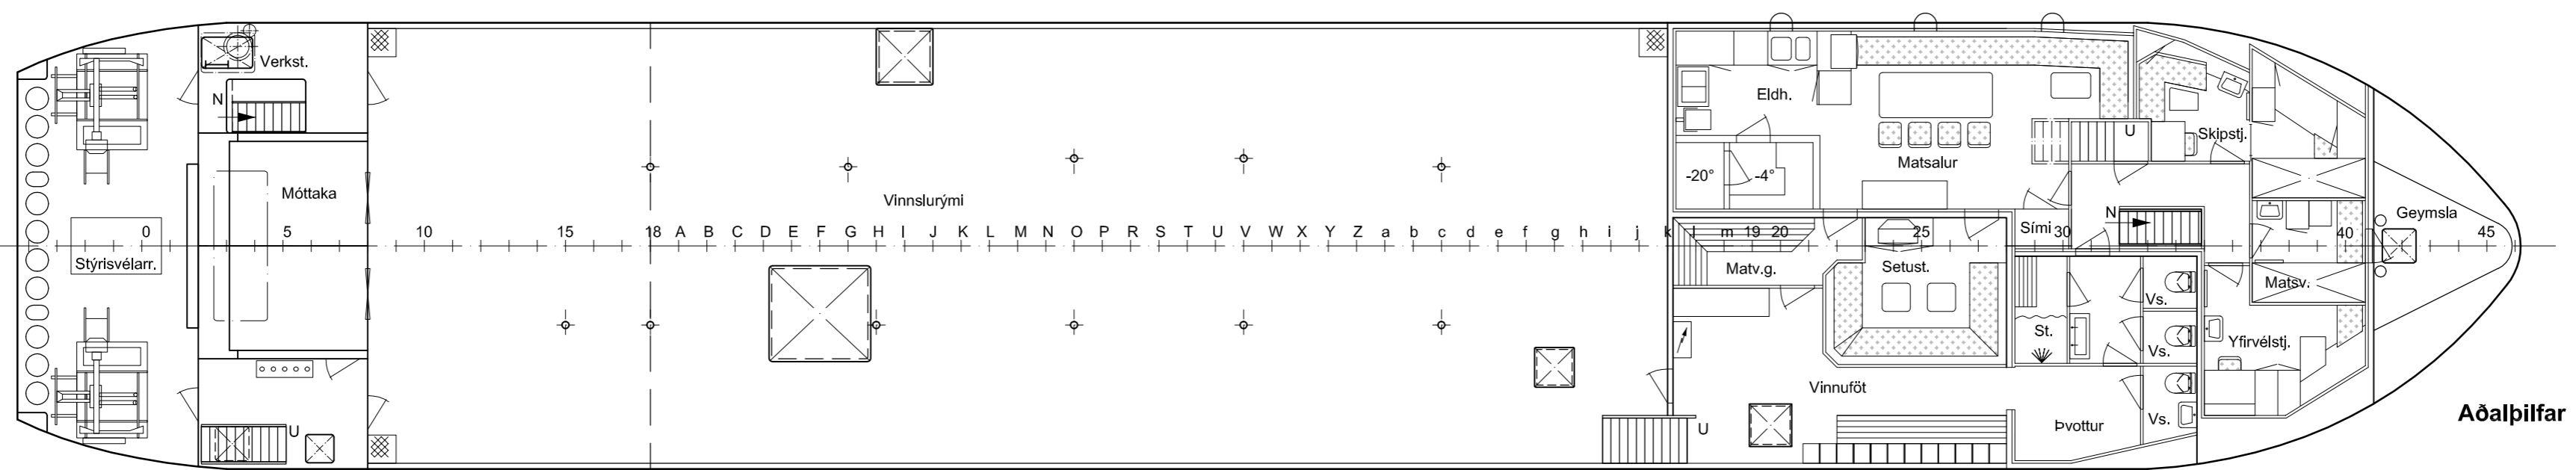 Verkst.
N
Eldh.
U
Skipstj.
-20°
-4°
Matsalur
Móttaka
Vinnslurými
Sími
N
Geymsla
0 5 10 15 18 A B C D E F G H I J K L M N O P R S T U V W X Y Z a b c d e f g h i j k l m 19 20 25 30 40 45
Stýrisvélarr.
Matv.g.
Setust.
Matsv.
Vs.
St.
Vs.
Yfirvélstj.
Vinnuföt
Aðalþilfar
Vs.
Þvottur
U
U